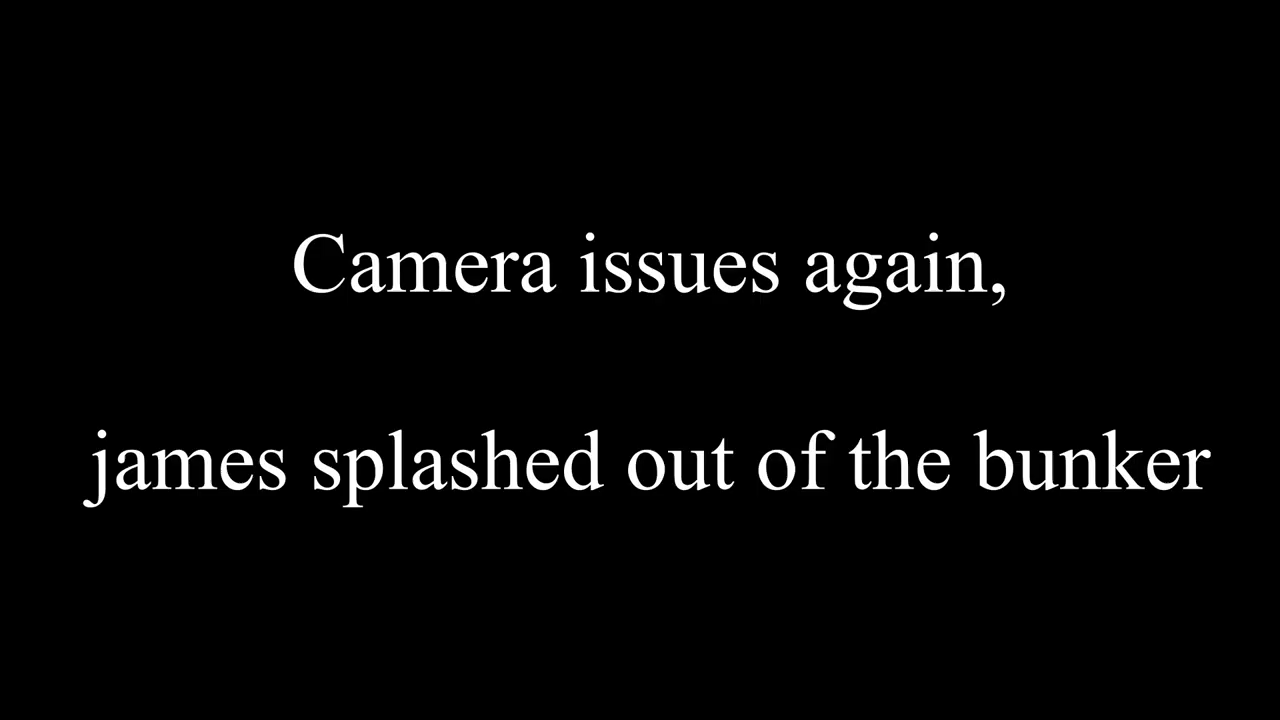 Camera issues again,
james splashed out of the bunker